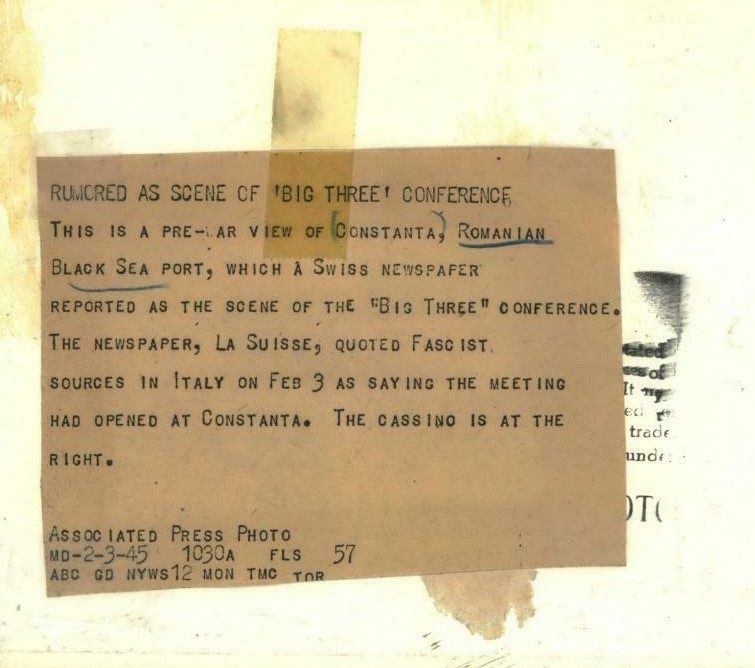 RUMORED AS SCENE OF 'BIG THREE' CONFERENCE
THIS IS A PRE-WAR VIEW OF (CONSTANTA, ROMANIAN
BLACK SEA PORT, WHICH A SWISS NEWSPAPER
REPORTED AS THE SCENE OF THE "BIG THREE" CONFERENCE.
THE NEWSPAPER, LA SUISSE, QUOTED FASCIST
SOURCES IN ITALY ON FEB 3 AS SAYING THE MEETING
HAD OPENED AT CONSTANTA. THE CASSINO IS AT THE
RIGHT.
ASSOCIATED PRESS PHOTO
MD-2-3-45 1030A FLS 57
ABC GD NYWS12 MON TMC TOR
It
trade
unde